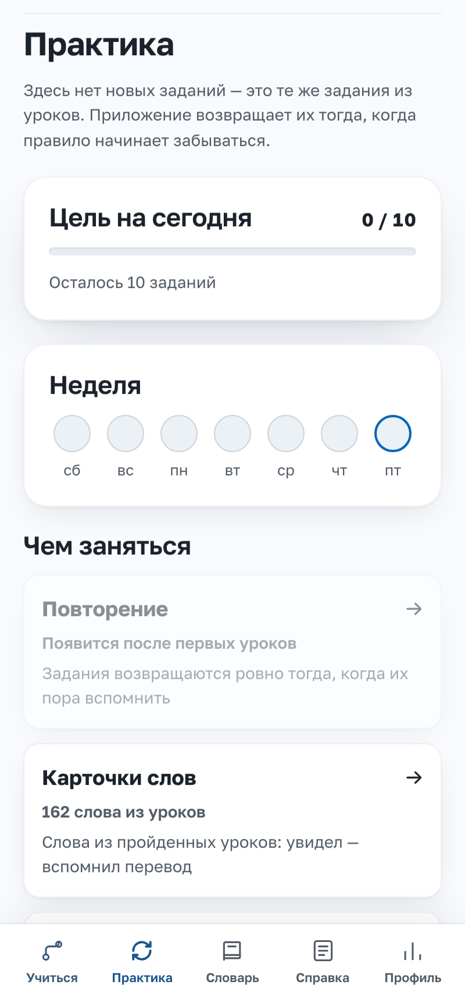 Практика
Здесь нет новых заданий — это те же задания из
уроков. Приложение возвращает их тогда, когда
правило начинает забываться.
Цель на сегодня
0 / 10
Осталось 10 заданий
Неделя
сб вс пн вт ср чт пт
Чем заняться
Повторение
Появится после первых уроков
Задания возвращаются ровно тогда, когда их
пора вспомнить
Карточки слов
162 слова из уроков
Слова из пройденных уроков: увидел —
вспомнил перевод
Учиться Практика Словарь Справка Профиль